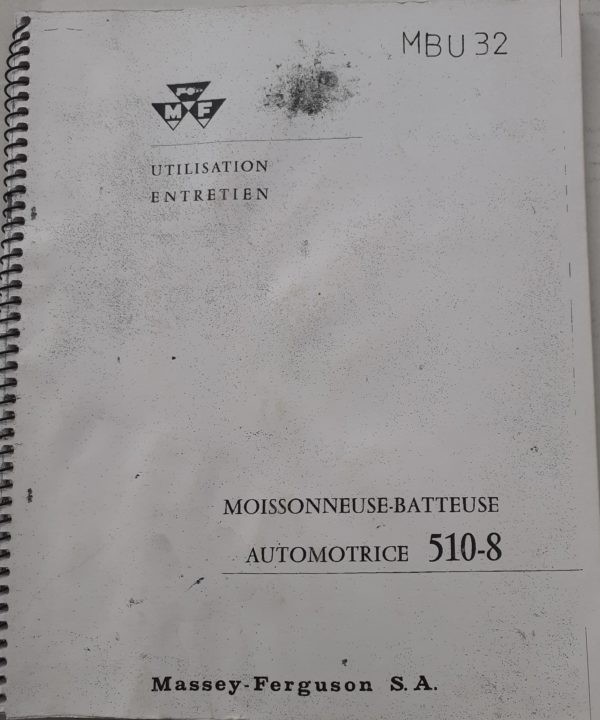 MBU 32
MF
UTILISATION
ENTRETIEN
MOISSONNEUSE-BATTEUSE
AUTOMOTRICE 510-8
Massey-Ferguson S.A.